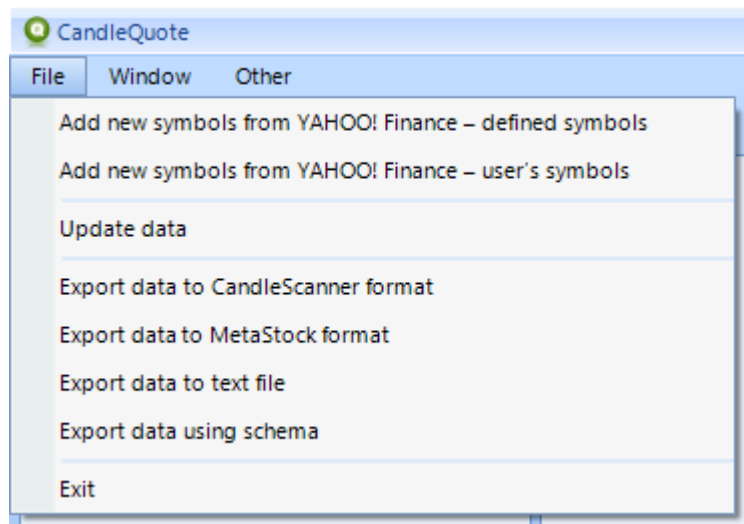 CandleQuote
File Window Other
Add new symbols from YAHOO! Finance – defined symbols
Add new symbols from YAHOO! Finance – user's symbols
Update data
Export data to CandleScanner format
Export data to MetaStock format
Export data to text file
Export data using schema
Exit